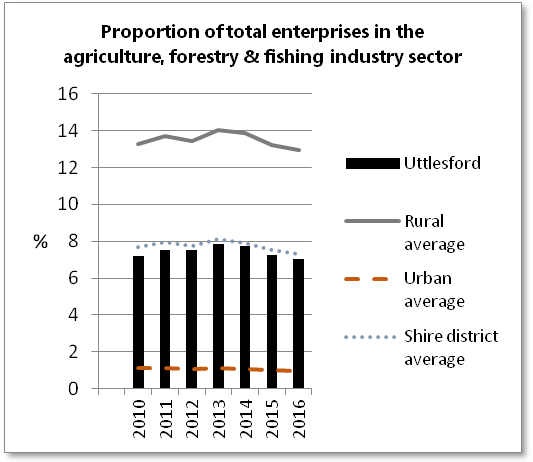 Proportion of total enterprises in the
agriculture, forestry & fishing industry sector
16
14
12
10
8
6
4
2
0
%
2010
2011
2012
2013
2014
2015
2016
Uttlesford
Rural
average
Urban
average
Shire district
average